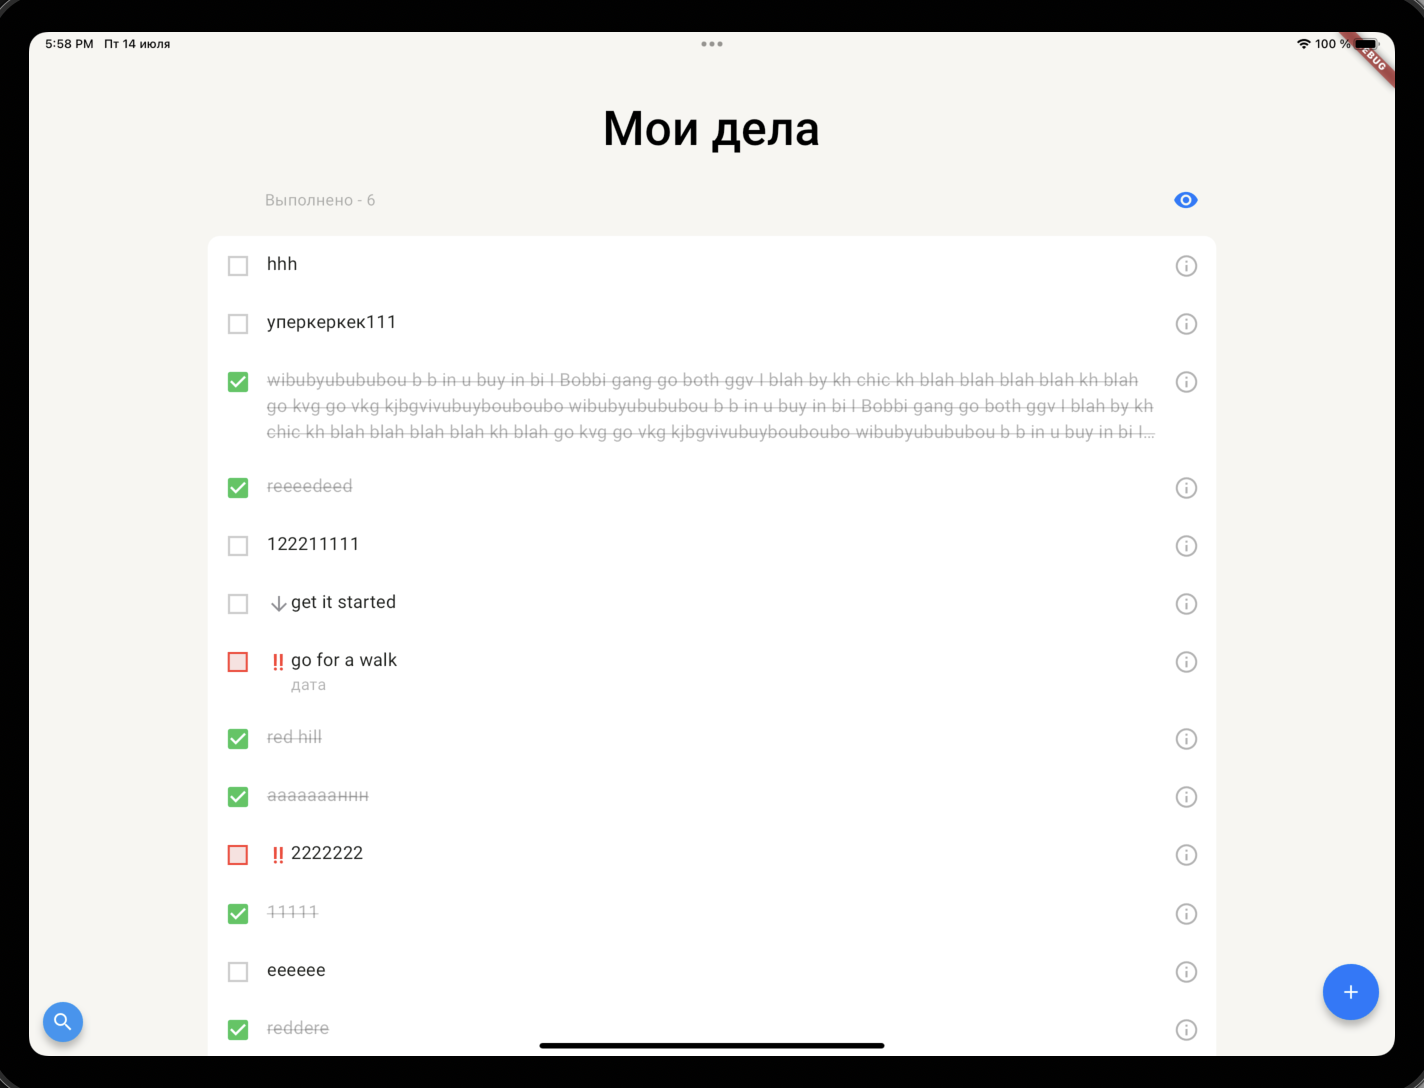 5:58 PM Пт 14 июля
100 %
EBUG
Мои дела
Выполнено - 6
hhh
уперкеркек111
wibubyubububou b b in u buy in bi I Bobbi gang go both ggv I blah by kh chic kh blah blah blah blah kh blah
go kvg go vkg kjbgvivubuybouboubo wibubyubububou b b in u buy in bi I Bobbi gang go both ggv I blah by kh
chic kh blah blah blah blah kh blah go kvg go vkg kjbgvivubuybouboubo wibubyubububou b b in u buy in bi I...
reeeedeed
122211111
get it started
!! go for a walk
дата
red hill
аааааааннн
!! 2222222
11111
eeeeee
reddere